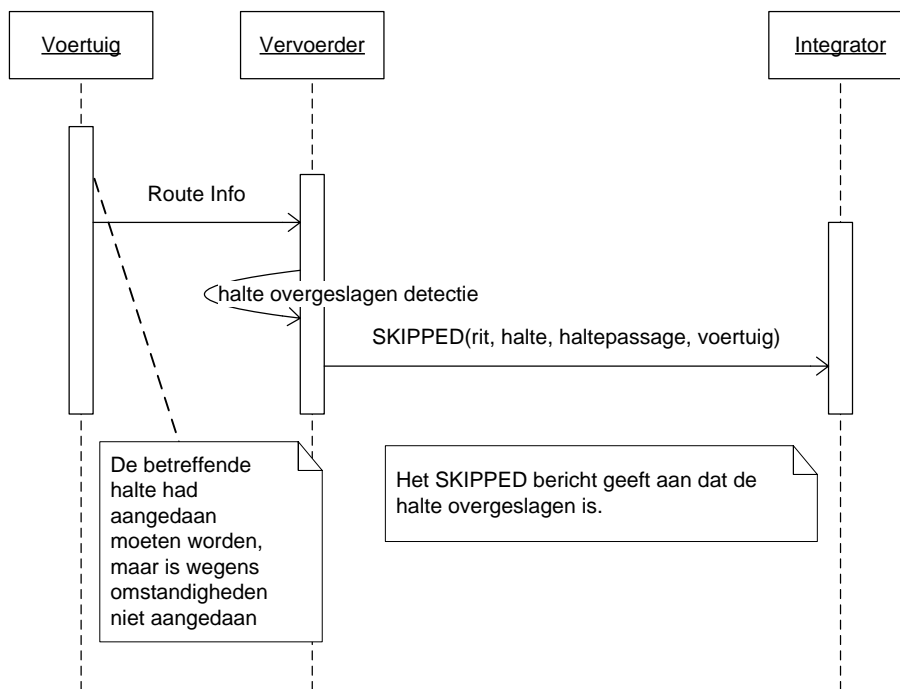 Voertuig
Vervoerder
Integrator
Route Info
halte overgeslagen detectie
SKIPPED(rit, halte, haltepassage, voertuig)
De betreffende
halte had
aangedaan
moeten worden,
maar is wegens
omstandigheden
niet aangedaan
Het SKIPPED bericht geeft aan dat de
halte overgeslagen is.